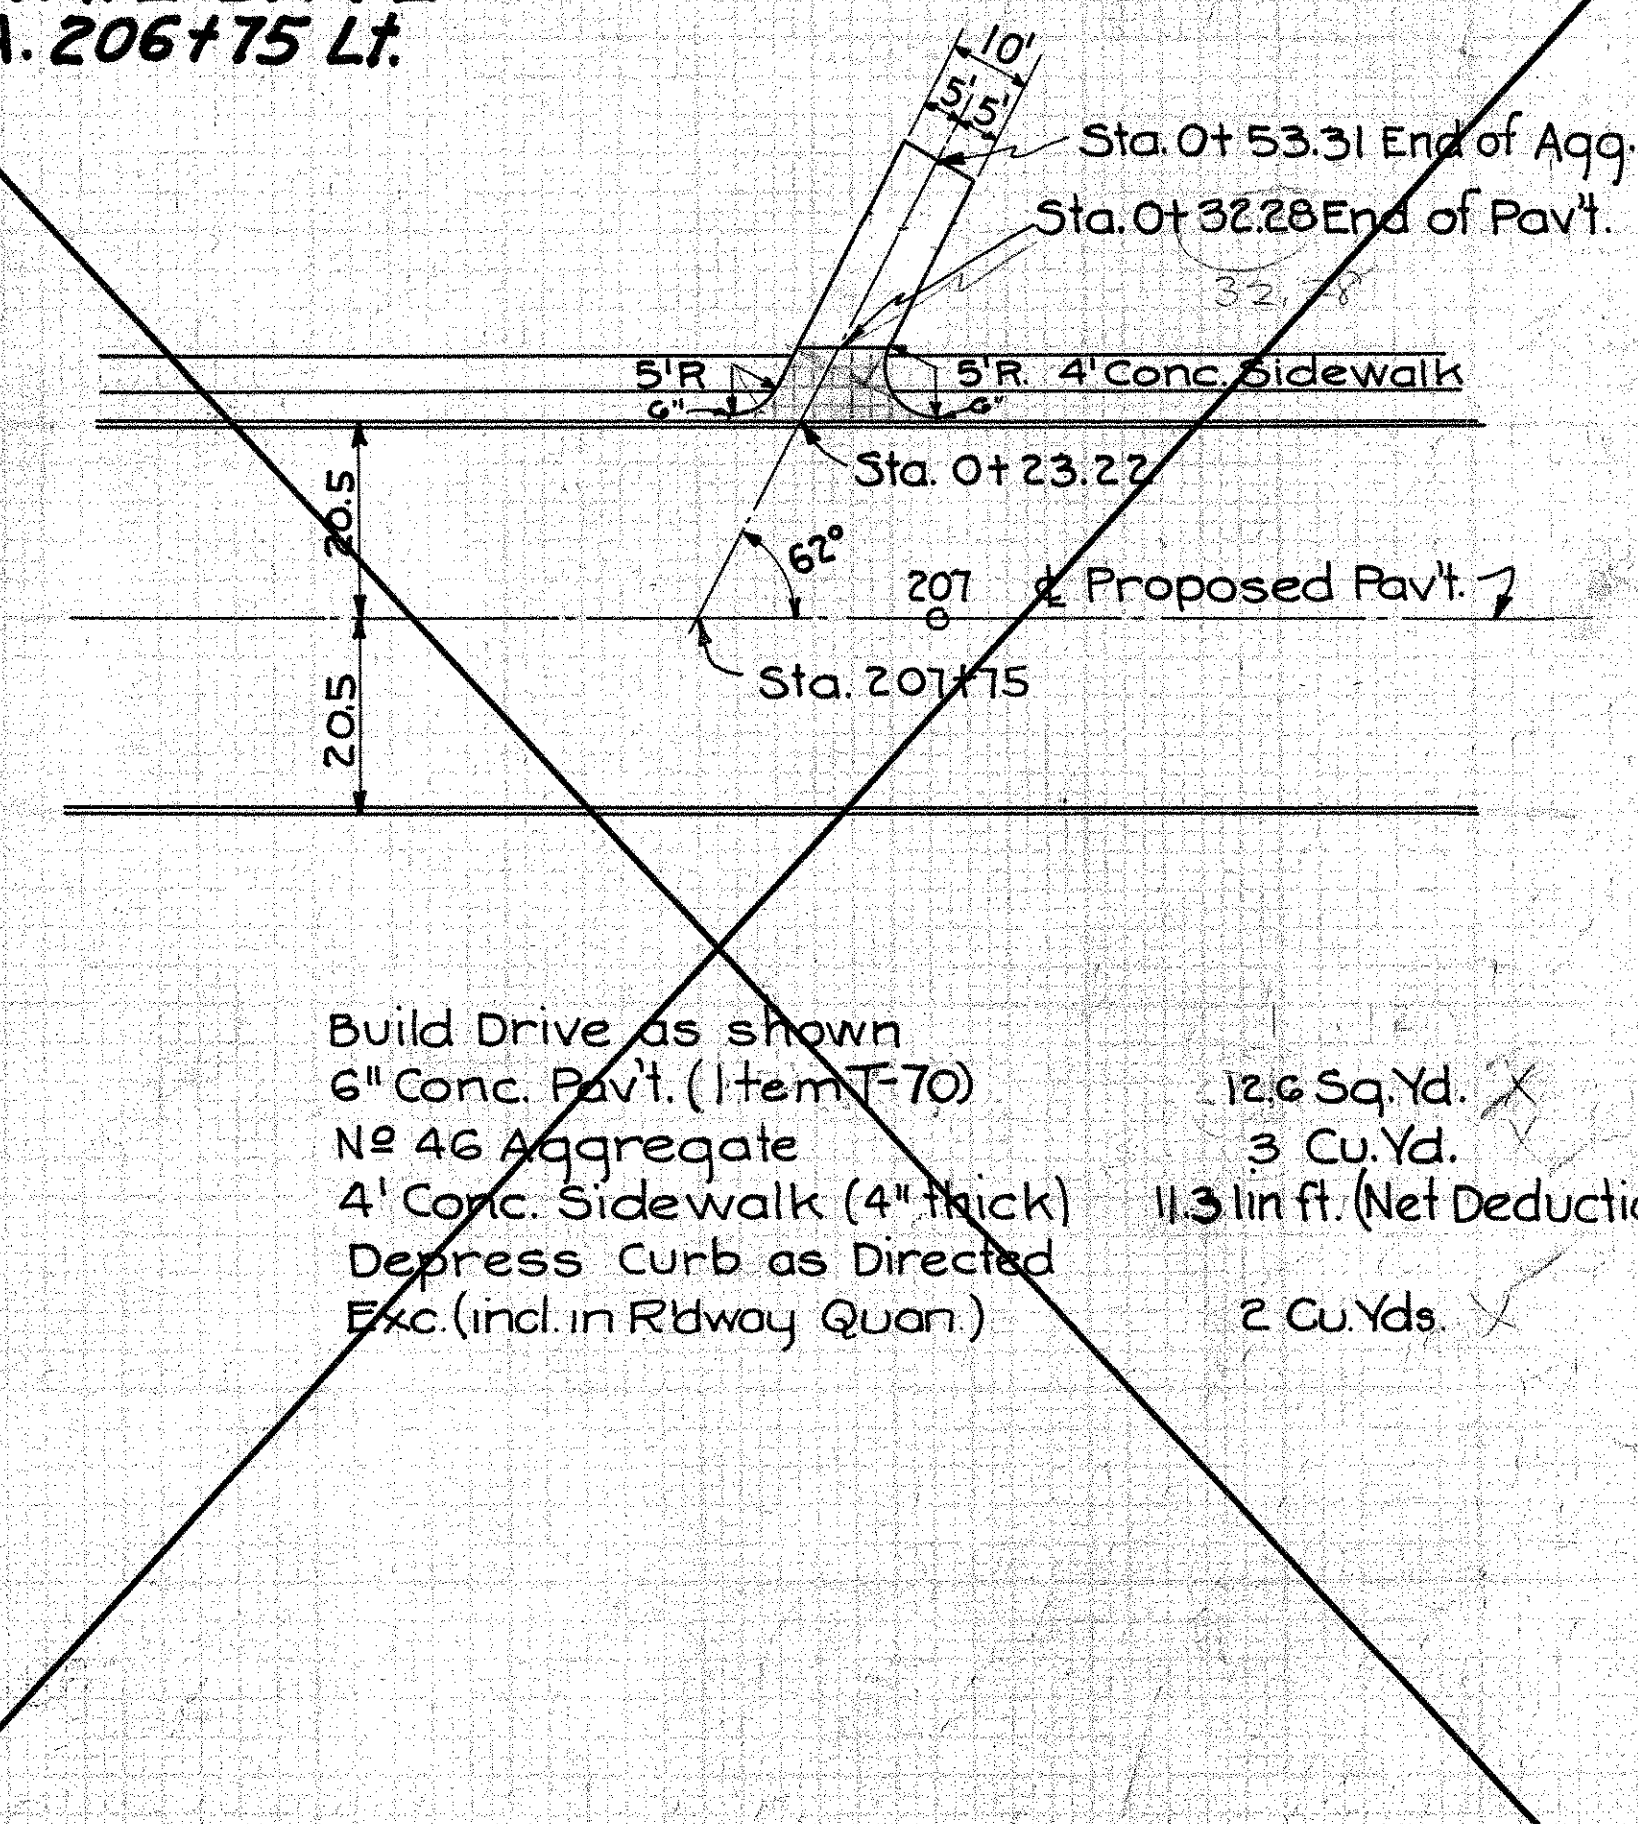 . 206+75 Lt.
10'
5' 5'
Sta. 0+ 53.31 End of Agg.
Sta. 0+ 32.28 End of Pav't.
32.28
5'R
5'R. 4' Conc. Sidewalk
6"
6"
Sta. 0+ 23.22
20.5
62°
207
℄ Proposed Pav't.
Sta. 207+75
20.5
Build Drive as shown
6" Conc. Pav't. (Item T-70) 12.6 Sq.Yd.
Nº 46 Aggregate 3 Cu.Yd.
4' Conc. Sidewalk (4" thick) 11.3 lin ft. (Net Deductio
Depress Curb as Directed
Exc. (incl. in R'dway Quan.) 2 Cu.Yds.